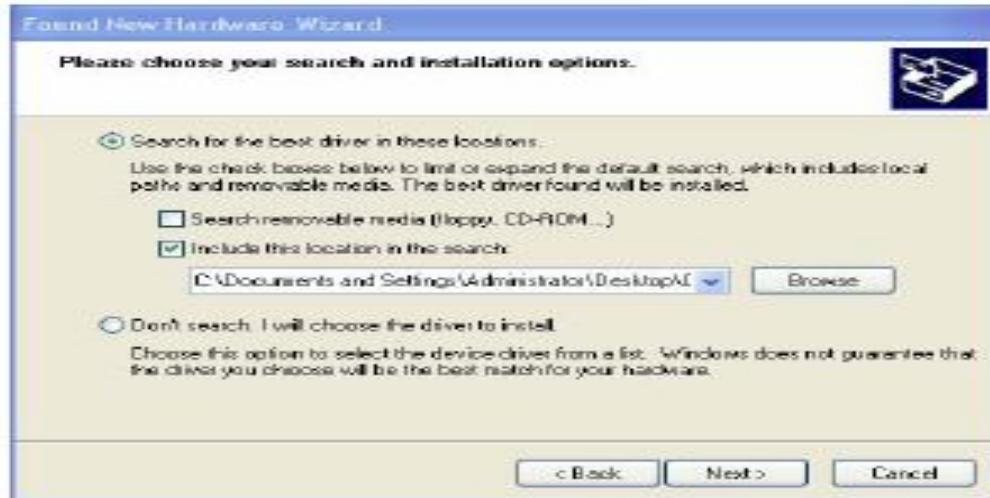 Found New Hardware Wizard
Please choose your search and installation options.
Search for the best driver in these locations.
Use the check boxes below to limit or expand the default search, which includes local
paths and removable media. The best driver found will be installed.
Search removable media (floppy, CD-ROM...)
Include this location in the search:
C:\Documents and Settings\Administrator\Desktop\
Browse
Don't search. I will choose the driver to install.
Choose this option to select the device driver from a list. Windows does not guarantee that
the driver you choose will be the best match for your hardware.
< Back
Next >
Cancel